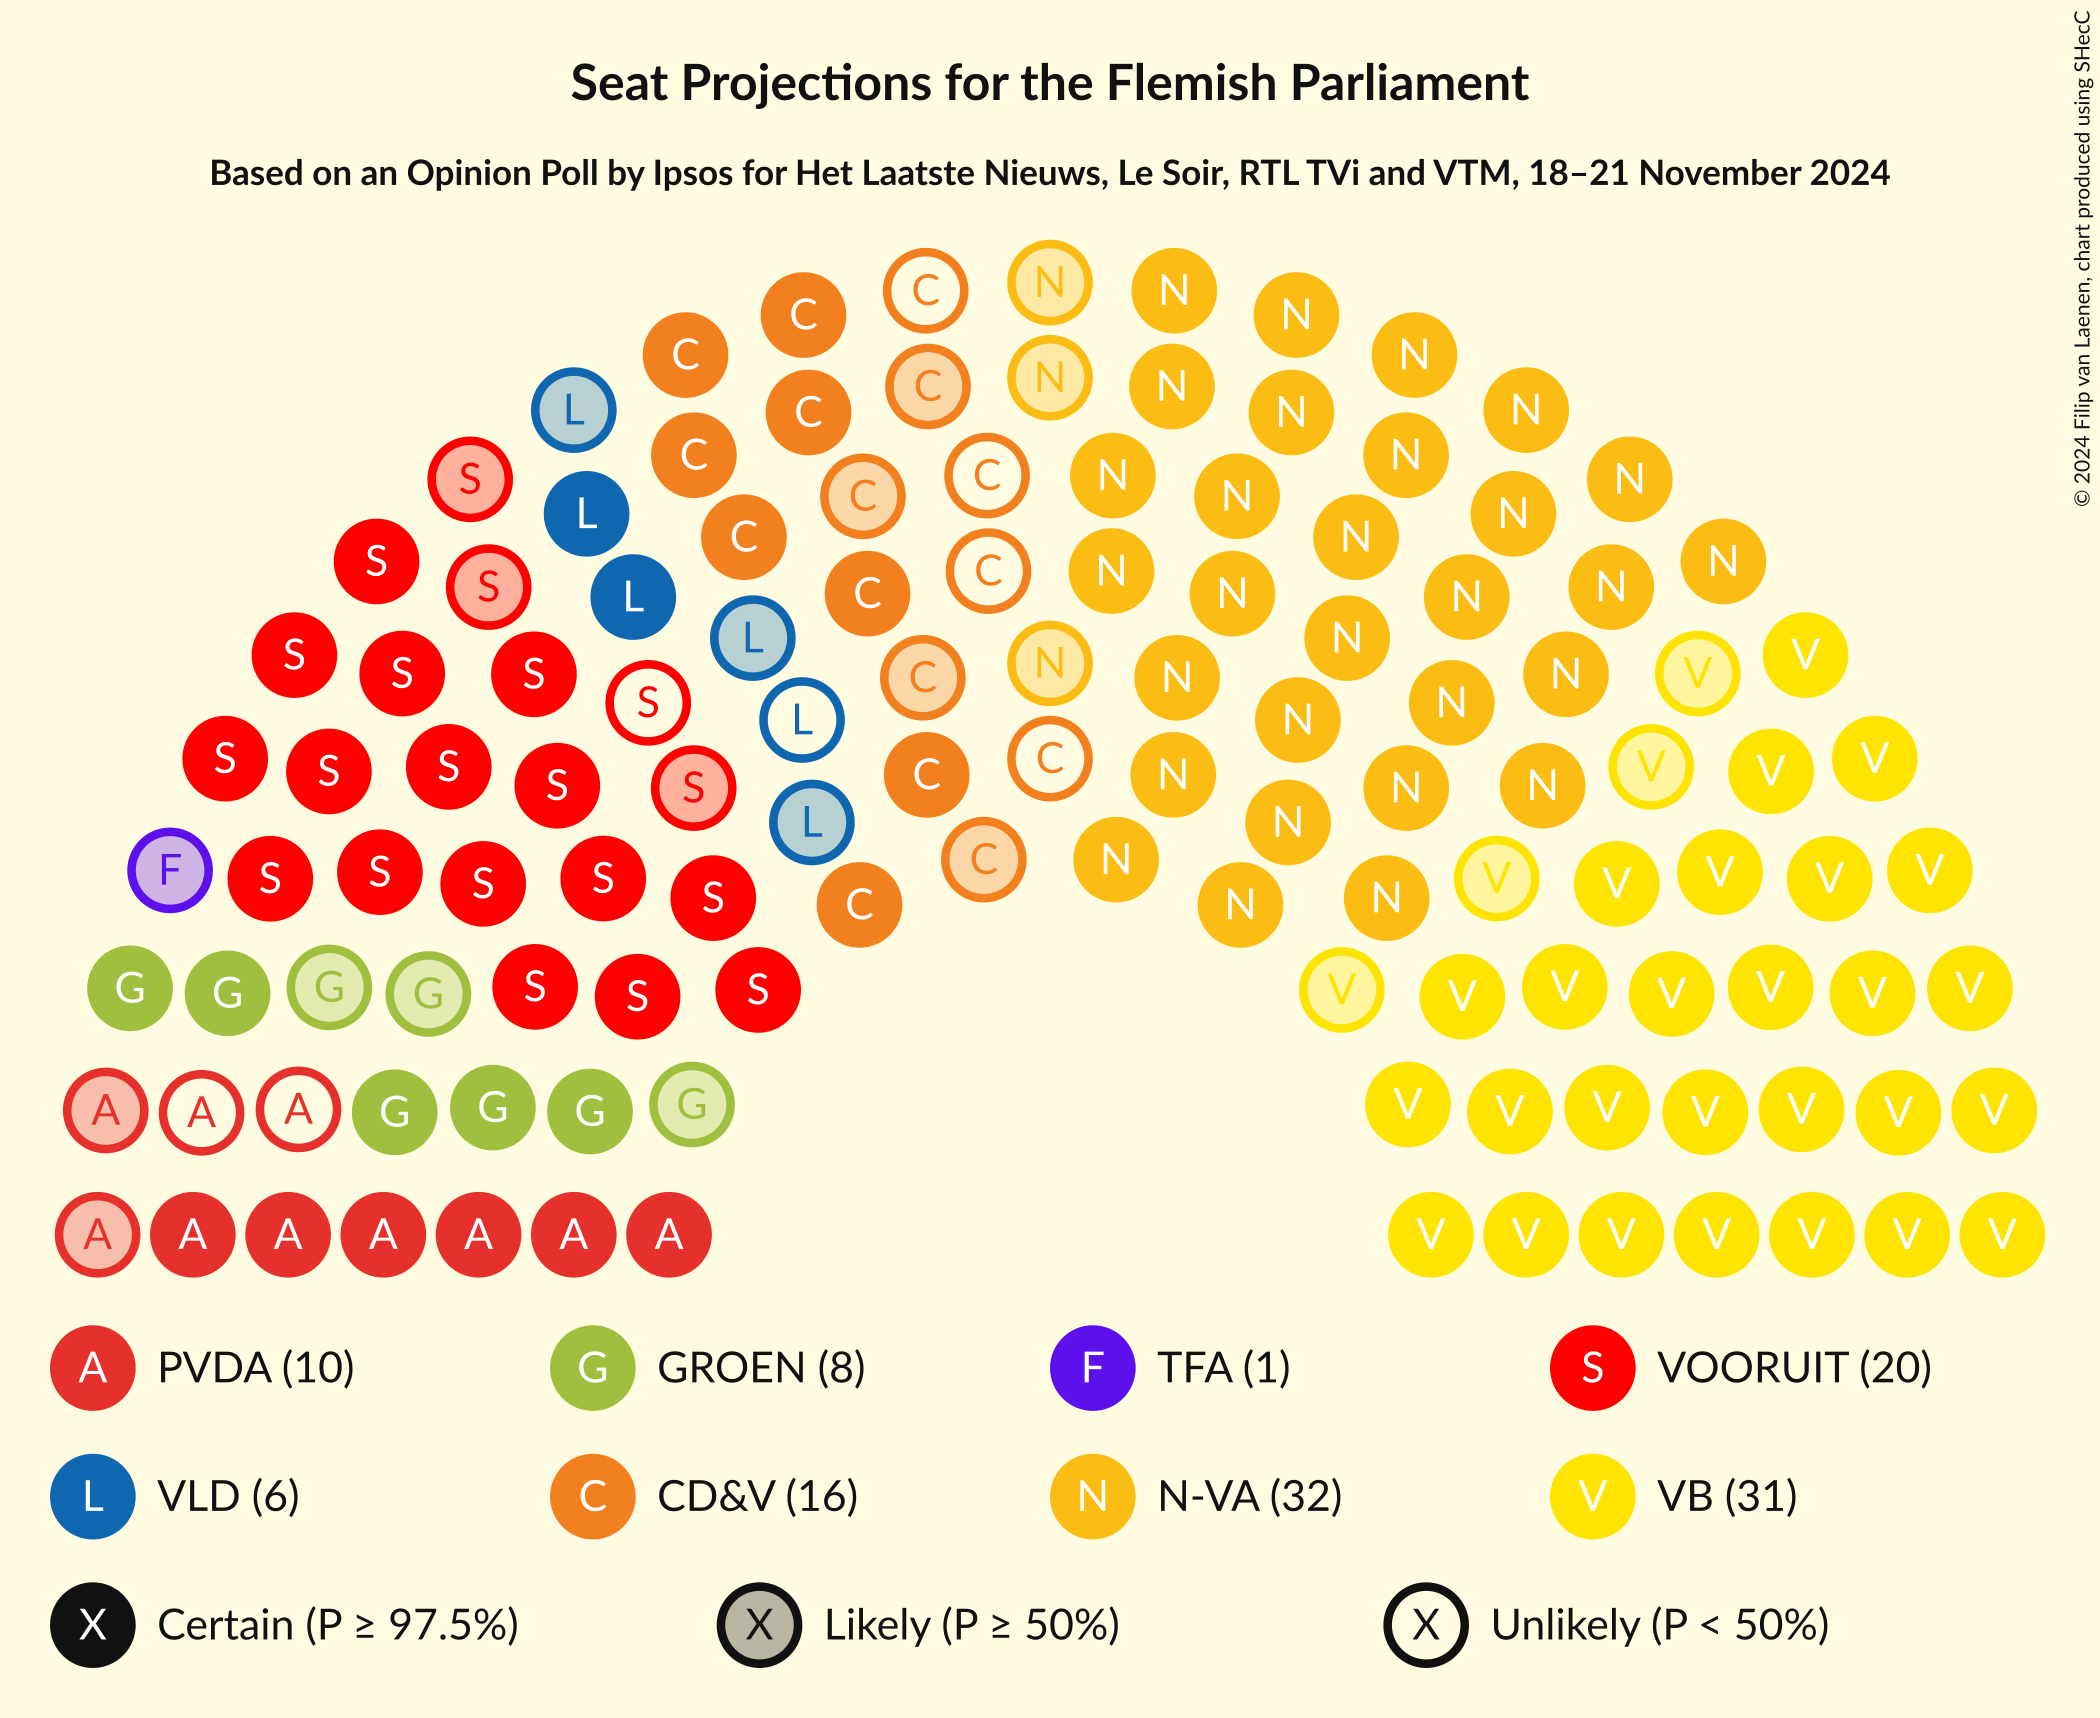 Seat Projections for the Flemish Parliament
Based on an Opinion Poll by Ipsos for Het Laatste Nieuws, Le Soir, RTL TVi and VTM, 18–21 November 2024
© 2024 Filip van Laenen, chart produced using SHecC
C N N
C N
C N
C N N
L C C N N
C N
S C C N N
C N
L L N N
C N
S C C N N
S L N N
L N
S C N V V
S S N N
S L N N
S C N V V
S S C N N V V
S S N N
L N
F C N V
S S S S C N V V V V
S S N N V
G G G G S S S V V V V V V V
A A A G G G G V V V V V V V
A A A A A A A V V V V V V V
A PVDA (10) G GROEN (8) F TFA (1) S VOORUIT (20)
L VLD (6) C CD&V (16) N N-VA (32) V VB (31)
X Certain (P ≥ 97.5%) X Likely (P ≥ 50%) X Unlikely (P < 50%)